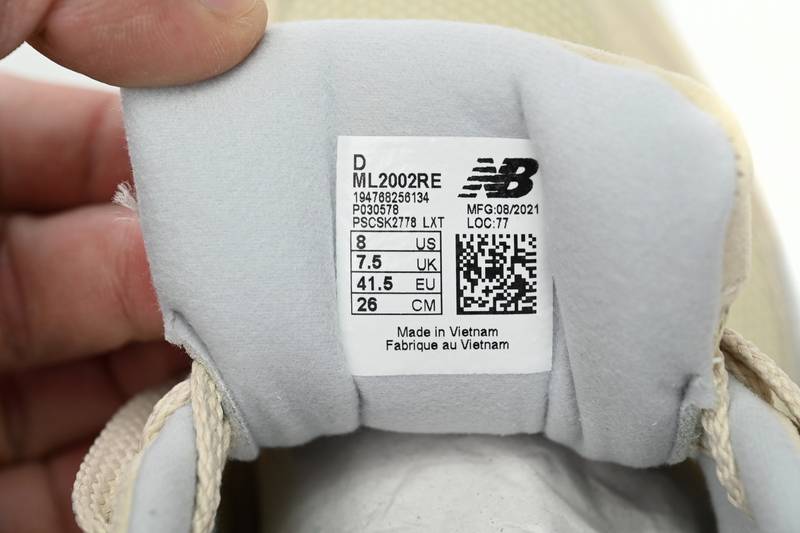 D
ML2002RE
NB
194768256134
P030578
MFG:08/2021
PSCSK2778 LXT
LOC:77
8 US
7.5 UK
41.5 EU
26 CM
Made in Vietnam
Fabrique au Vietnam